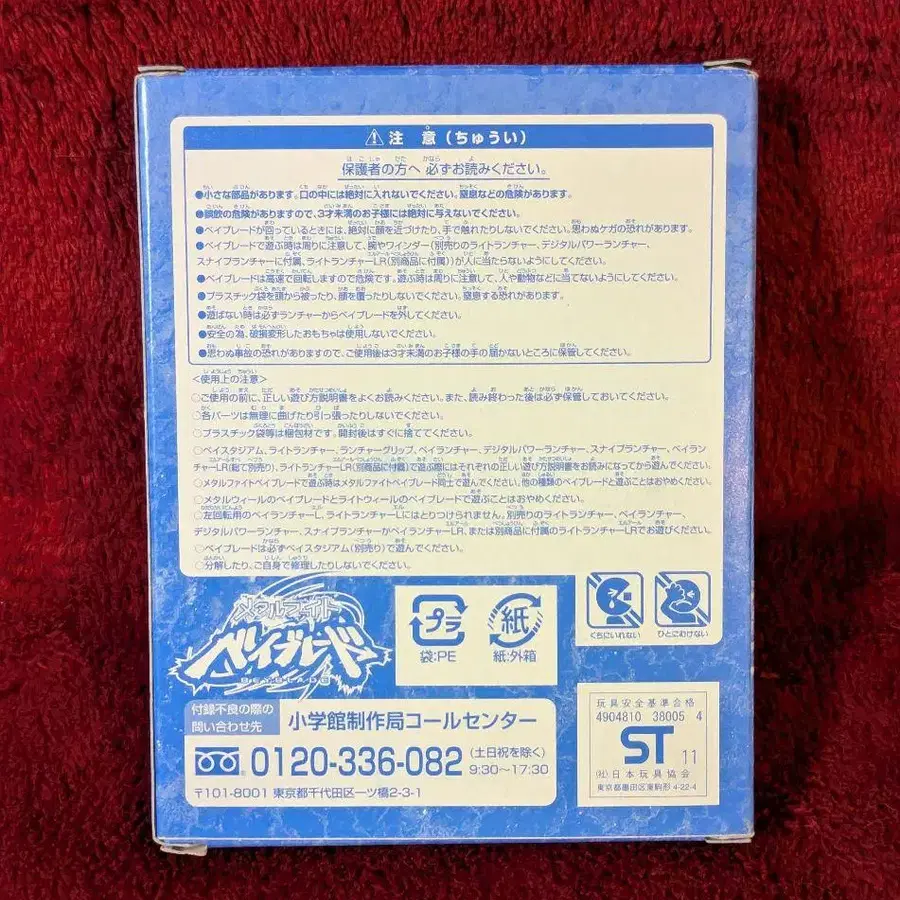 ⚠ 注意(ちゅうい)
保護者の方へ 必ずお読みください。
●小さな部品があります。口の中には絶対に入れないでください。窒息などの危険があります。
●誤飲の危険がありますので、3才未満のお子様には絶対に与えないでください。
●ベイブレードが回っているときには、絶対に顔を近づけたり、手で触れたりしないでください。思わぬケガの恐れがあります。
●ベイブレードで遊ぶ時は周りに注意して、腕やワインダー(別売りのライトランチャー、デジタルパワーランチャー、
スナイプランチャーに付属、ライトランチャーLR(別商品に付属))が人に当たらないようにしてください。
●ベイブレードは高速で回転しますので危険です。遊ぶ時は周りに注意して、人や動物などに当てないようにしてください。
●プラスチック袋を頭から被ったり、顔を覆ったりしないでください。窒息する恐れがあります。
●遊ばない時は必ずランチャーからベイブレードを外してください。
●安全の為、破損変形したおもちゃは使用しないでください。
●思わぬ事故の恐れがありますので、ご使用後は3才未満のお子様の手の届かないところに保管してください。
<使用上の注意>
○ご使用の前に、正しい遊び方説明書をよくお読みください。また、読み終わった後は必ず保管しておいてください。
○各パーツは無理に曲げたり引っ張ったりしないでください。
○プラスチック袋等は梱包材です。開封後はすぐに捨ててください。
○ベイスタジアム、ライトランチャー、ランチャーグリップ、ベイランチャー、デジタルパワーランチャー、スナイプランチャー、ベイラン
チャーLR(総て別売り)、ライトランチャーLR(別商品に付属)で遊ぶ際にはそれぞれの正しい遊び方説明書をお読みになってから遊んでください。
○メタルファイトベイブレードで遊ぶ時はメタルファイトベイブレード同士で遊んでください。他の種類のベイブレードと遊ぶことはおやめください。
○メタルウィールのベイブレードとライトウィールのベイブレードで遊ぶことはおやめください。
○左回転用のベイランチャーL、ライトランチャーLにはとりつけられません。別売りのライトランチャー、ベイランチャー、
デジタルパワーランチャー、スナイプランチャーかベイランチャーLR、または別商品に付属のライトランチャーLRでお遊びください。
○ベイブレードは必ずベイスタジアム(別売り)で遊んでください。
○分解したり、ご自身で修理したりしないでください。
メタルファイト
ベイブレード
BEYBLADE
プラ
袋:PE
紙
紙:外箱
くちにいれない
ひとにむけない
付録不良の際の
問い合わせ先
小学館制作局コールセンター
0120-336-082
(土日祝を除く)
9:30~17:30
〒101-8001 東京都千代田区一ツ橋2-3-1
玩具安全基準合格
4904810 38005 4
ST 11
(社)日本玩具協会
東京都墨田区東駒形4-22-4